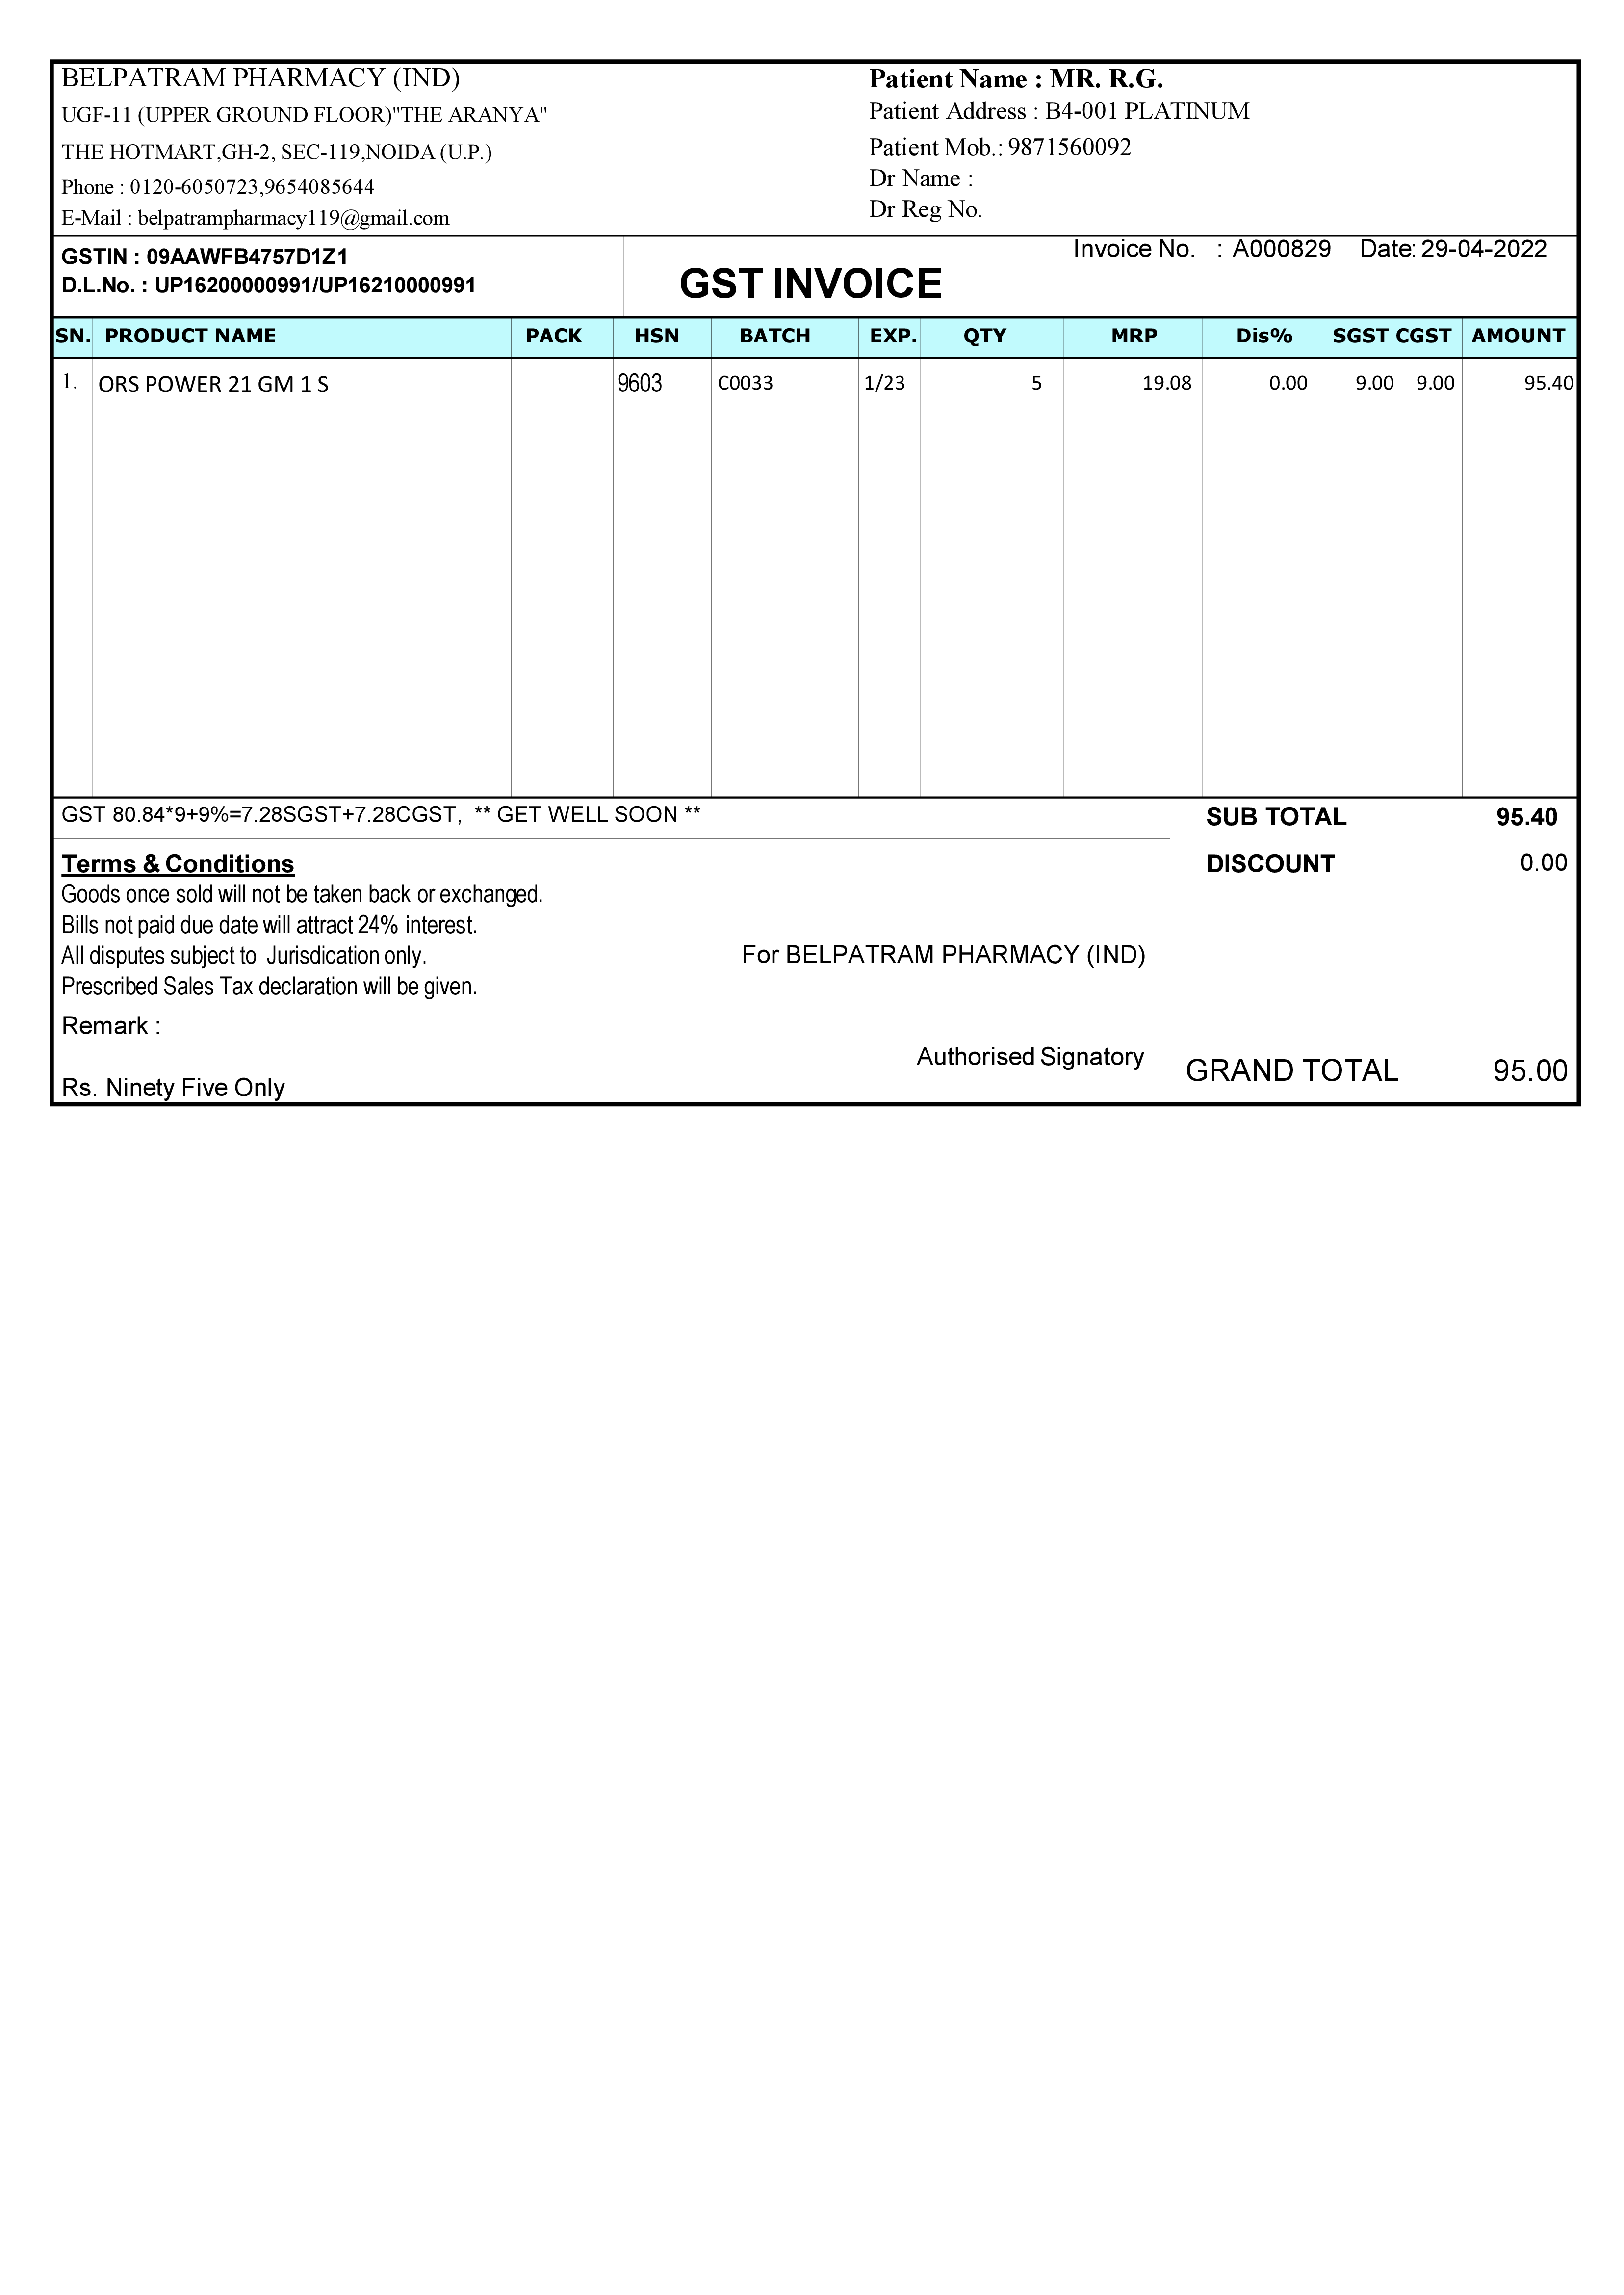 BELPATRAM PHARMACY (IND)
UGF-11 (UPPER GROUND FLOOR)"THE ARANYA"
THE HOTMART,GH-2, SEC-119,NOIDA (U.P.)
Phone : 0120-6050723,9654085644
E-Mail : belpatrampharmacy119@gmail.com
Patient Name : MR. R.G.
Patient Address : B4-001 PLATINUM
Patient Mob.: 9871560092
Dr Name :
Dr Reg No.
GSTIN : 09AAWFB4757D1Z1
D.L.No. : UP16200000991/UP16210000991
GST INVOICE
Invoice No. : A000829 Date: 29-04-2022
SN. PRODUCT NAME PACK HSN BATCH EXP. QTY MRP Dis% SGST CGST AMOUNT
1. ORS POWER 21 GM 1 S 9603 C0033 1/23 5 19.08 0.00 9.00 9.00 95.40
GST 80.84*9+9%=7.28SGST+7.28CGST, ** GET WELL SOON **
SUB TOTAL 95.40
DISCOUNT 0.00
Terms & Conditions
Goods once sold will not be taken back or exchanged.
Bills not paid due date will attract 24% interest.
All disputes subject to Jurisdication only.
Prescribed Sales Tax declaration will be given.
For BELPATRAM PHARMACY (IND)
Remark :
Authorised Signatory
Rs. Ninety Five Only
GRAND TOTAL 95.00